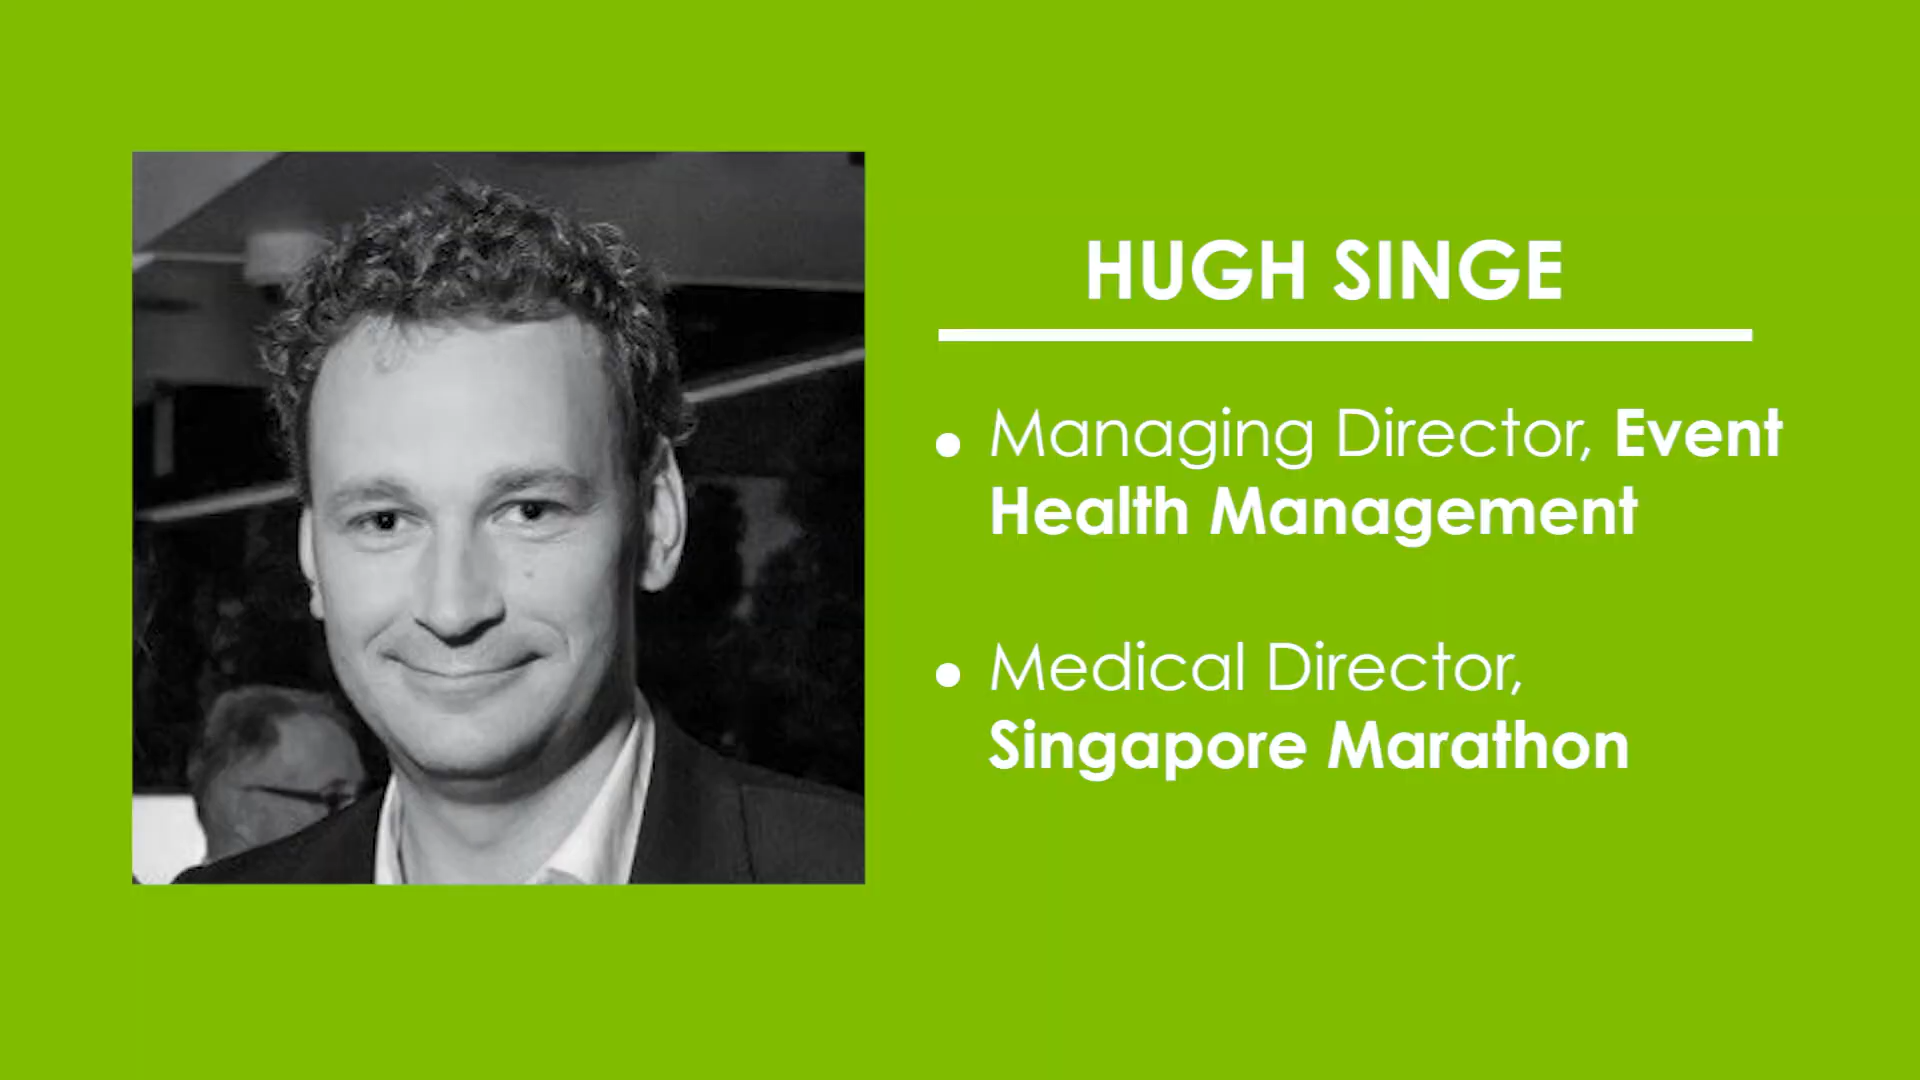 HUGH SINGE
• Managing Director, Event
Health Management
• Medical Director,
Singapore Marathon